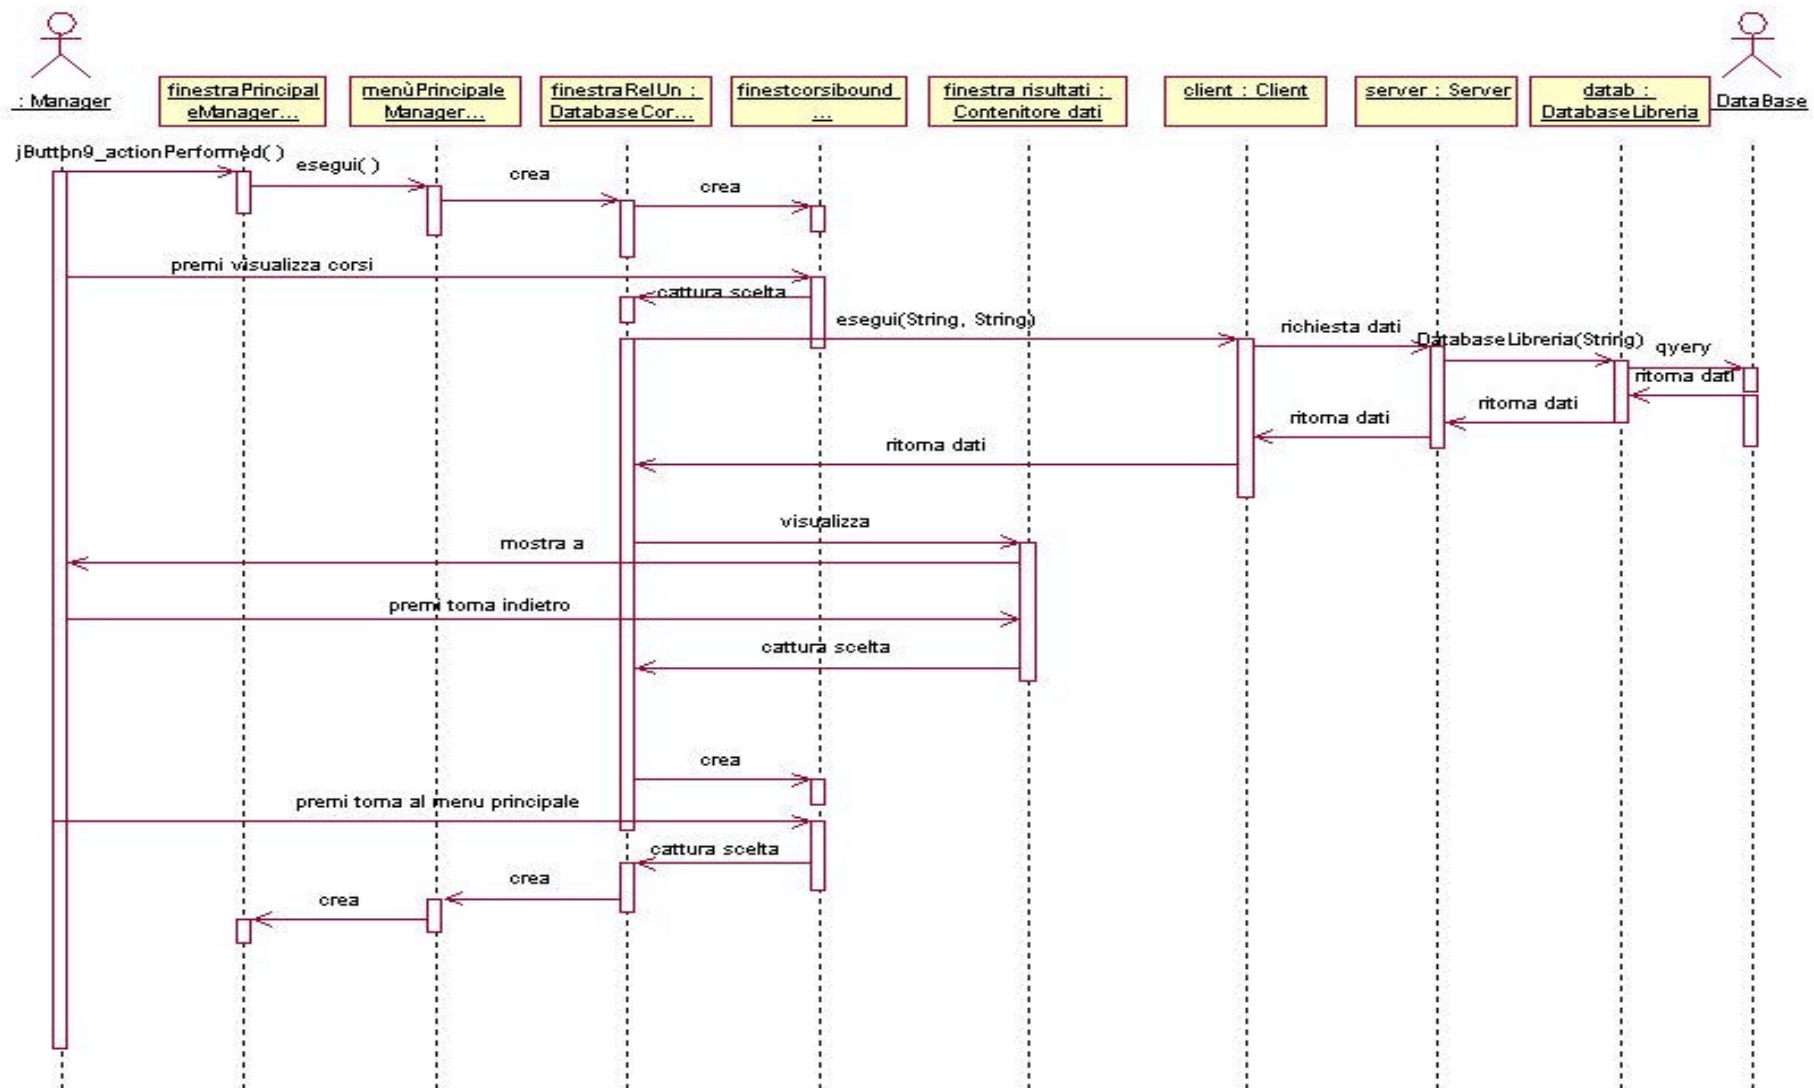 : Manager
finestraPrincipal
eManager...
menùPrincipale
Manager...
finestraRelUn :
DatabaseCor...
finestcorsibound
...
finestra risultati :
Contenitore dati
client : Client
server : Server
datab :
DatabaseLibreria
DataBase
jButton9_actionPerformed( )
esegui( )
crea
crea
premi visualizza corsi
cattura scelta
esegui(String, String)
richiesta dati
DatabaseLibreria(String)
qyery
ritorna dati
ritorna dati
ritorna dati
ritorna dati
visualizza
mostra a
premi torna indietro
cattura scelta
crea
premi torna al menu principale
cattura scelta
crea
crea